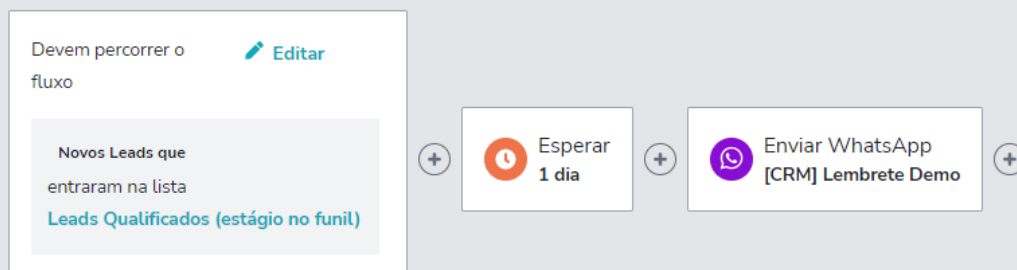 Devem percorrer o
fluxo
Editar
Novos Leads que
entraram na lista
Leads Qualificados (estágio no funil)
Esperar
1 dia
Enviar WhatsApp
[CRM] Lembrete Demo